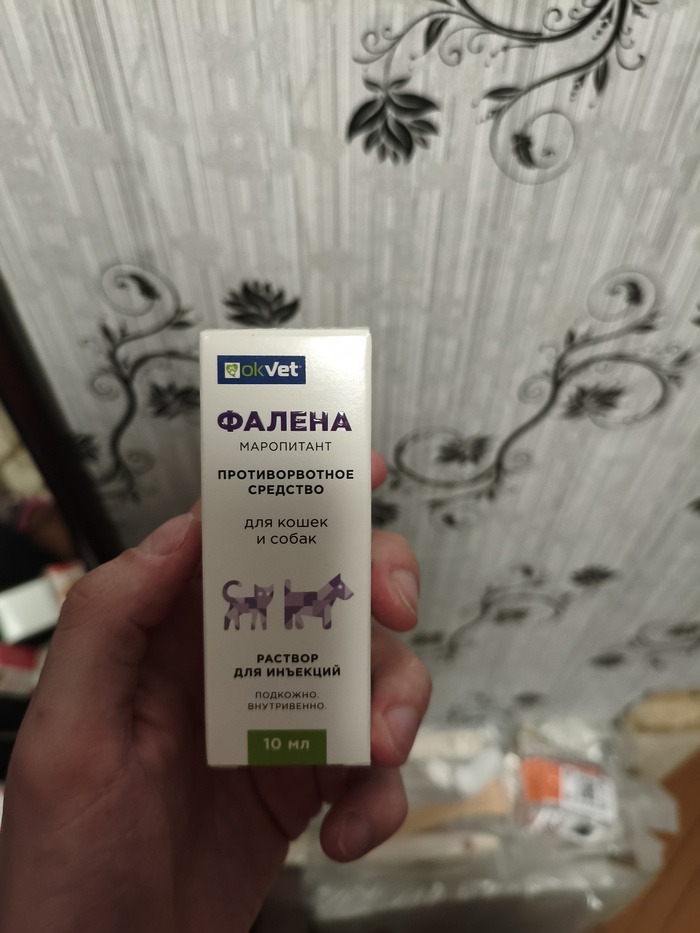 okvet
ФАЛЕНА
МАРОПИТАНТ
ПРОТИВОРВОТНОЕ
СРЕДСТВО
для кошек
и собак
РАСТВОР
ДЛЯ ИНЪЕКЦИЙ
ПОДКОЖНО.
ВНУТРИВЕННО.
10 мл